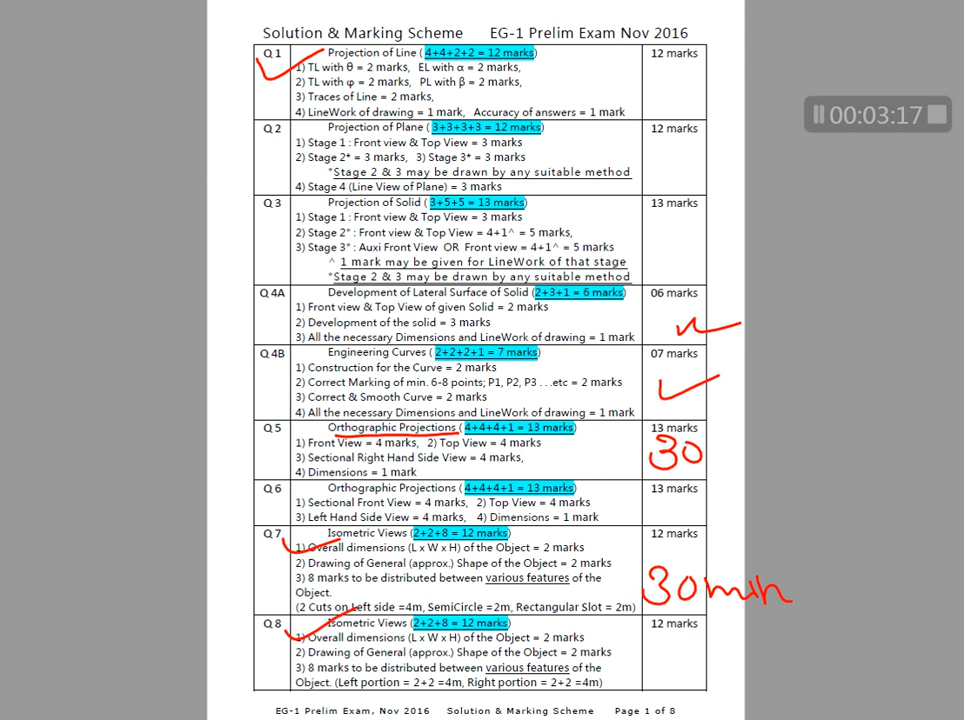 Solution & Marking Scheme EG-1 Prelim Exam Nov 2016
Q 1 Projection of Line ( 4+4+2+2 = 12 marks) 12 marks
1) TL with θ = 2 marks, EL with α = 2 marks,
2) TL with φ = 2 marks, PL with β = 2 marks,
3) Traces of Line = 2 marks,
4) LineWork of drawing = 1 mark, Accuracy of answers = 1 mark
Q 2 Projection of Plane ( 3+3+3+3 = 12 marks) 12 marks
1) Stage 1 : Front view & Top View = 3 marks
2) Stage 2* = 3 marks, 3) Stage 3* = 3 marks
*Stage 2 & 3 may be drawn by any suitable method
4) Stage 4 (Line View of Plane) = 3 marks
Q 3 Projection of Solid ( 3+5+5 = 13 marks) 13 marks
1) Stage 1 : Front view & Top View = 3 marks
2) Stage 2* : Front view & Top View = 4+1^ = 5 marks,
3) Stage 3* : Auxi Front View OR Front view = 4+1^ = 5 marks
^ 1 mark may be given for LineWork of that stage
*Stage 2 & 3 may be drawn by any suitable method
Q 4A Development of Lateral Surface of Solid ( 2+3+1 = 6 marks) 06 marks
1) Front view & Top View of given Solid = 2 marks
2) Development of the solid = 3 marks
3) All the necessary Dimensions and LineWork of drawing = 1 mark
Q 4B Engineering Curves ( 2+2+2+1 = 7 marks) 07 marks
1) Construction for the Curve = 2 marks
2) Correct Marking of min. 6-8 points; P1, P2, P3 . . .etc = 2 marks
3) Correct & Smooth Curve = 2 marks
4) All the necessary Dimensions and LineWork of drawing = 1 mark
Q 5 Orthographic Projections ( 4+4+4+1 = 13 marks) 13 marks
1) Front View = 4 marks, 2) Top View = 4 marks
3) Sectional Right Hand Side View = 4 marks,
30
4) Dimensions = 1 mark
Q 6 Orthographic Projections ( 4+4+4+1 = 13 marks) 13 marks
1) Sectional Front View = 4 marks, 2) Top View = 4 marks
3) Left Hand Side View = 4 marks, 4) Dimensions = 1 mark
Q 7 Isometric Views (2+2+8 = 12 marks) 12 marks
1) Overall dimensions (L x W x H) of the Object = 2 marks
2) Drawing of General (approx.) Shape of the Object = 2 marks
3) 8 marks to be distributed between various features of the
Object.
30 min
(2 Cuts on Left side =4m, SemiCircle =2m, Rectangular Slot = 2m)
Q 8 Isometric Views (2+2+8 = 12 marks) 12 marks
1) Overall dimensions (L x W x H) of the Object = 2 marks
2) Drawing of General (approx.) Shape of the Object = 2 marks
3) 8 marks to be distributed between various features of the
Object. (Left portion = 2+2 =4m, Right portion = 2+2 =4m)
EG-1 Prelim Exam, Nov 2016 Solution & Marking Scheme Page 1 of 8
00:03:17